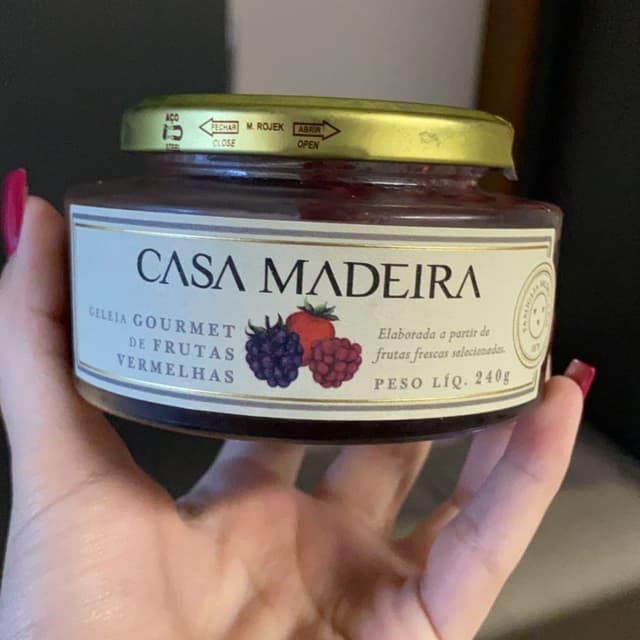 AÇO
STEEL
FECHAR
CLOSE
M. ROJEK
ABRIR
OPEN
CASA MADEIRA
GELEIA GOURMET
DE FRUTAS
VERMELHAS
Elaborada a partir de
frutas frescas selecionadas.
PESO LÍQ. 240g